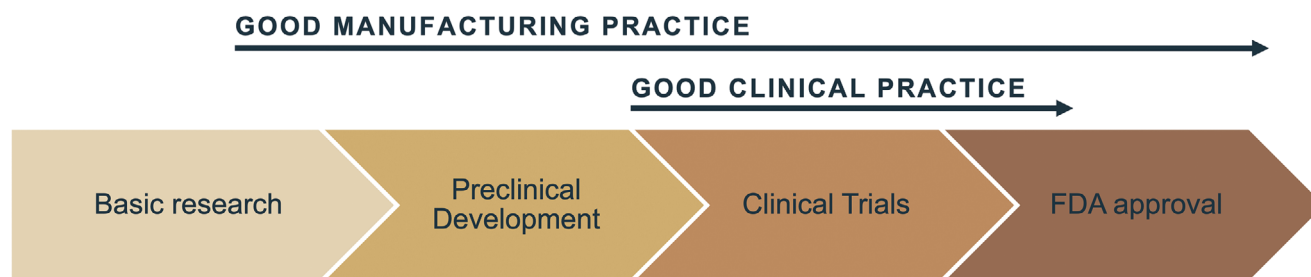 GOOD MANUFACTURING PRACTICE
GOOD CLINICAL PRACTICE
Basic research
Preclinical
Development
Clinical Trials
FDA approval